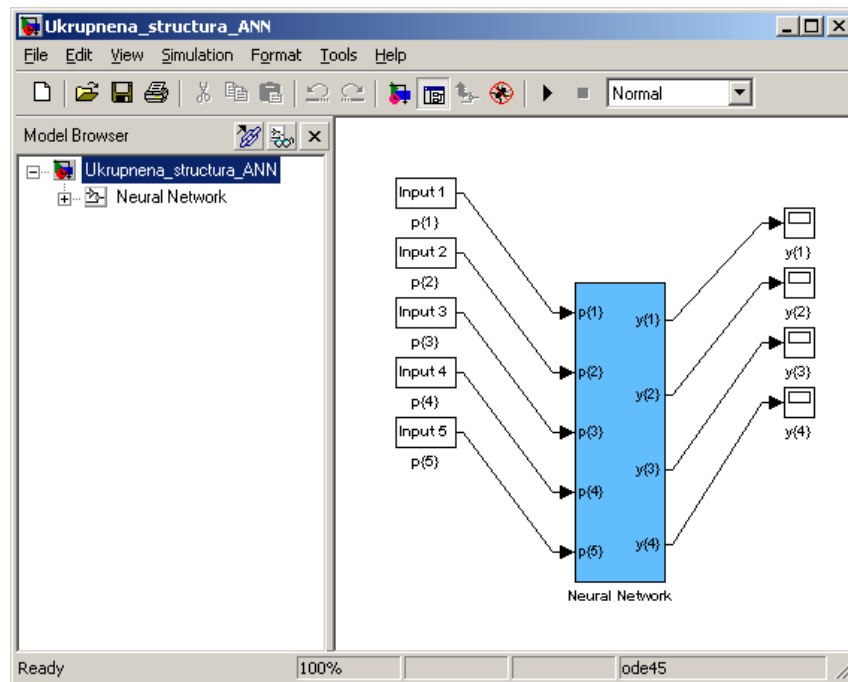 Ukrupnena_structura_ANN
File Edit View Simulation Format Tools Help
Normal
Model Browser
Ukrupnena_structura_ANN
Neural Network
Input 1
p{1}
Input 2
p{2}
Input 3
p{3}
Input 4
p{4}
Input 5
p{5}
p{1}
p{2}
p{3}
p{4}
p{5}
y{1}
y{2}
y{3}
y{4}
Neural Network
y{1}
y{2}
y{3}
y{4}
Ready 100% ode45